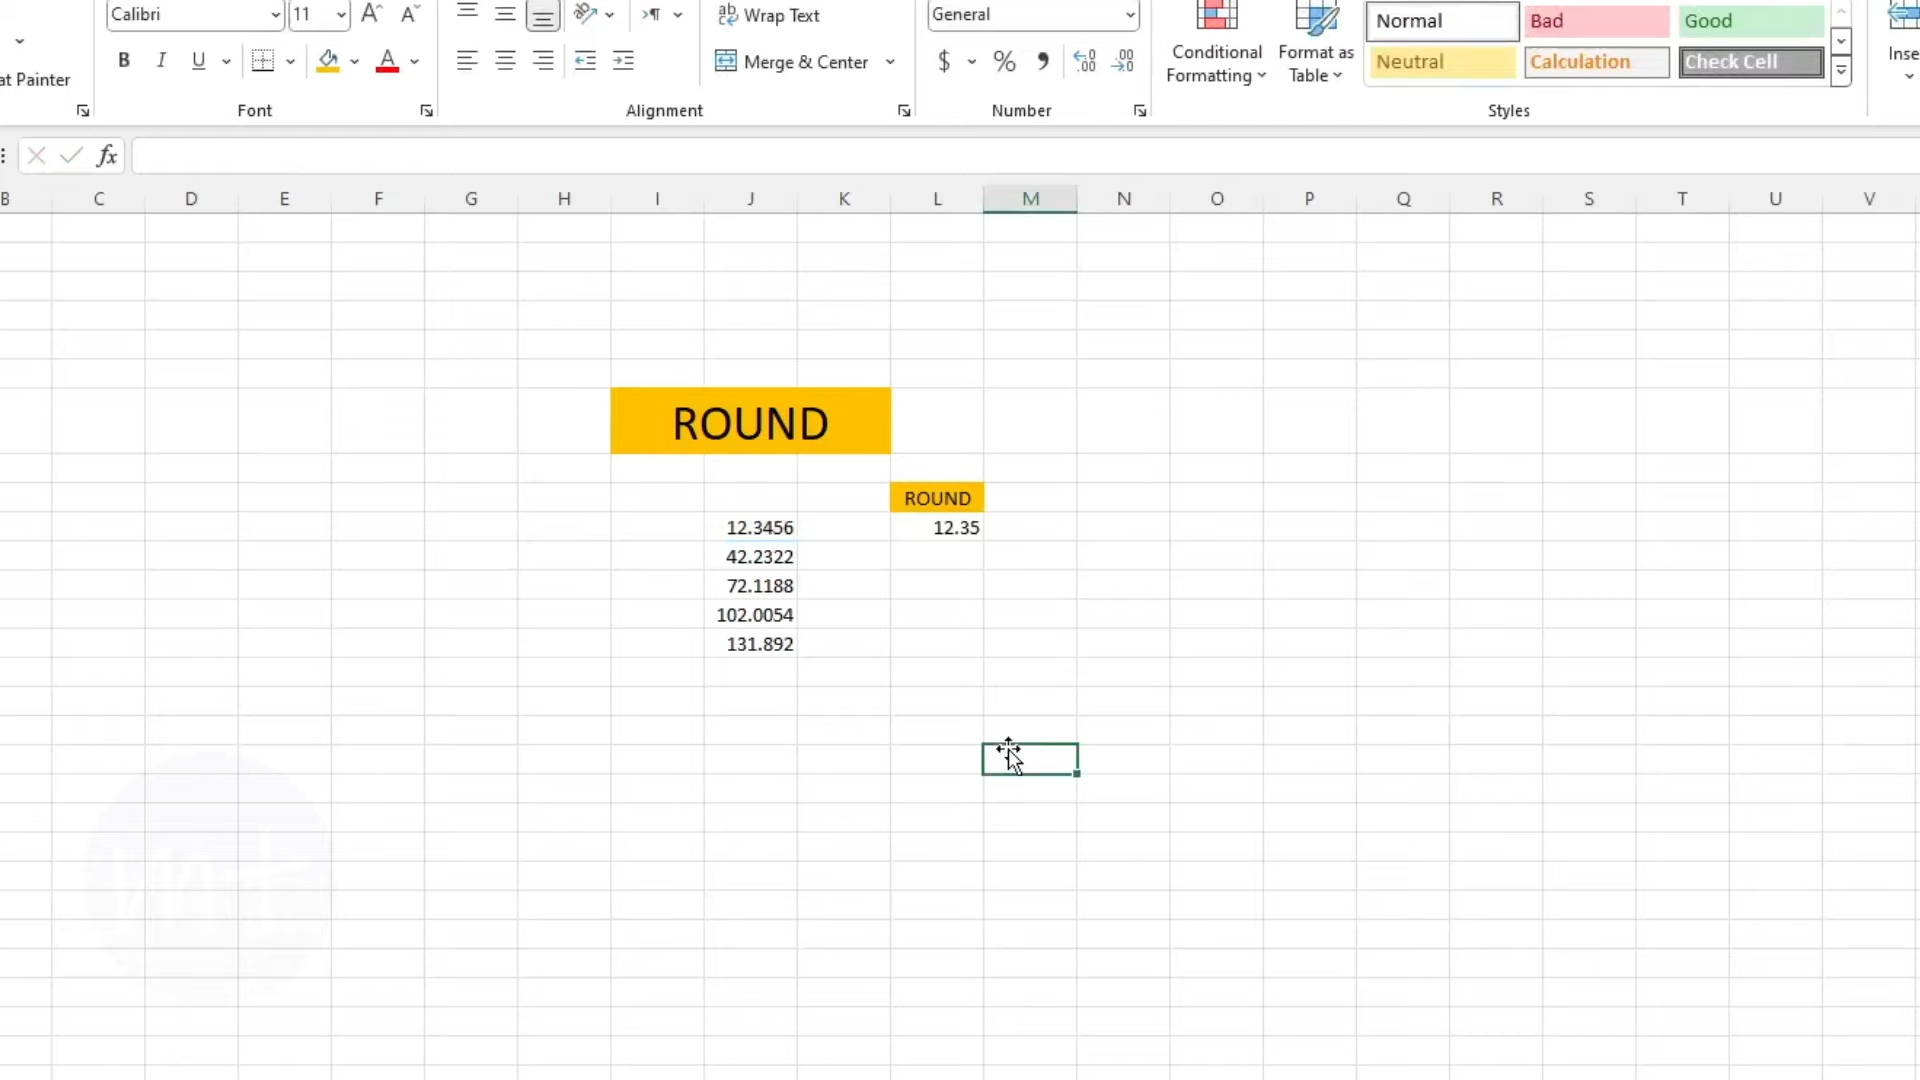 Calibri 11 Wrap Text General Normal Bad Good
at Painter B I U A Merge & Center $ % Conditional Formatting Format as Table Neutral Calculation Check Cell Inse
Font Alignment Number Styles
fx
B C D E F G H I J K L M N O P Q R S T U V
ROUND
ROUND
12.3456 12.35
42.2322
72.1188
102.0054
131.892